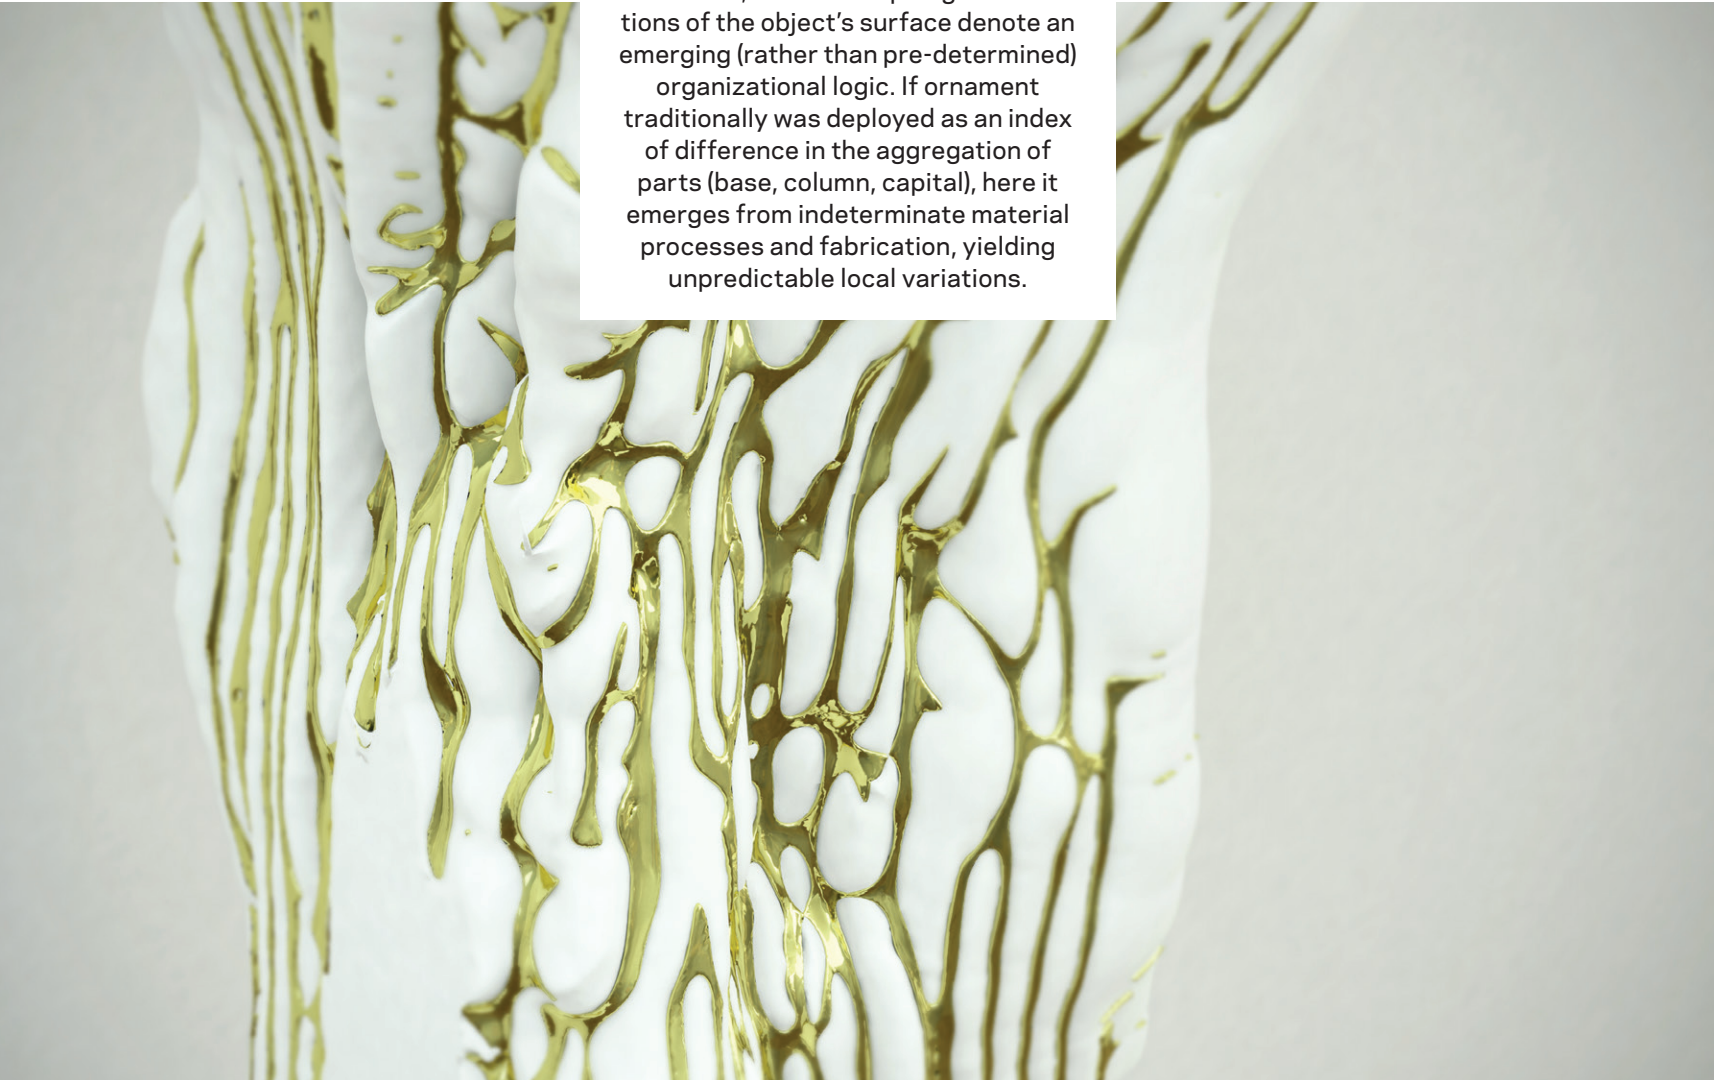 tions of the object’s surface denote an
emerging (rather than pre-determined)
organizational logic. If ornament
traditionally was deployed as an index
of difference in the aggregation of
parts (base, column, capital), here it
emerges from indeterminate material
processes and fabrication, yielding
unpredictable local variations.